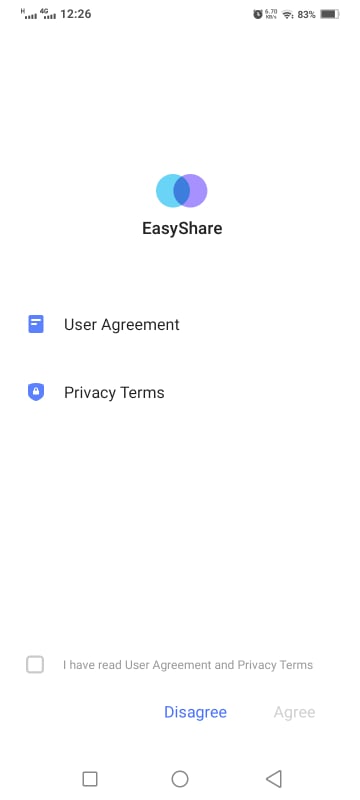 H 4G 12:26 6.70 KB/s 83%
EasyShare
User Agreement
Privacy Terms
I have read User Agreement and Privacy Terms
Disagree Agree